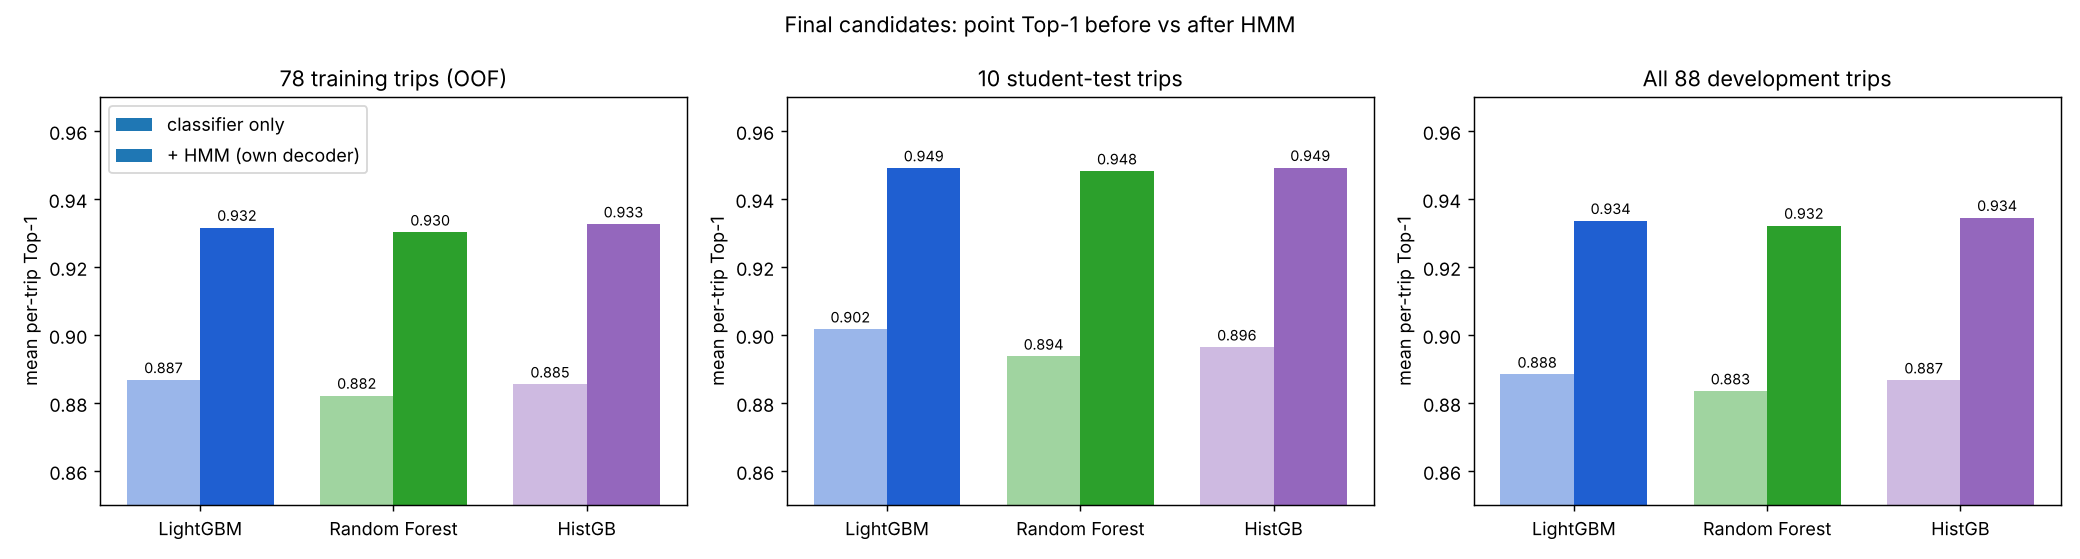 Final candidates: point Top-1 before vs after HMM
78 training trips (OOF)
classifier only
+ HMM (own decoder)
mean per-trip Top-1
0.96
0.94
0.92
0.90
0.88
0.86
0.887
0.932
0.882
0.930
0.885
0.933
LightGBM
Random Forest
HistGB
10 student-test trips
mean per-trip Top-1
0.96
0.94
0.92
0.90
0.88
0.86
0.902
0.949
0.894
0.948
0.896
0.949
LightGBM
Random Forest
HistGB
All 88 development trips
mean per-trip Top-1
0.96
0.94
0.92
0.90
0.88
0.86
0.888
0.934
0.883
0.932
0.887
0.934
LightGBM
Random Forest
HistGB